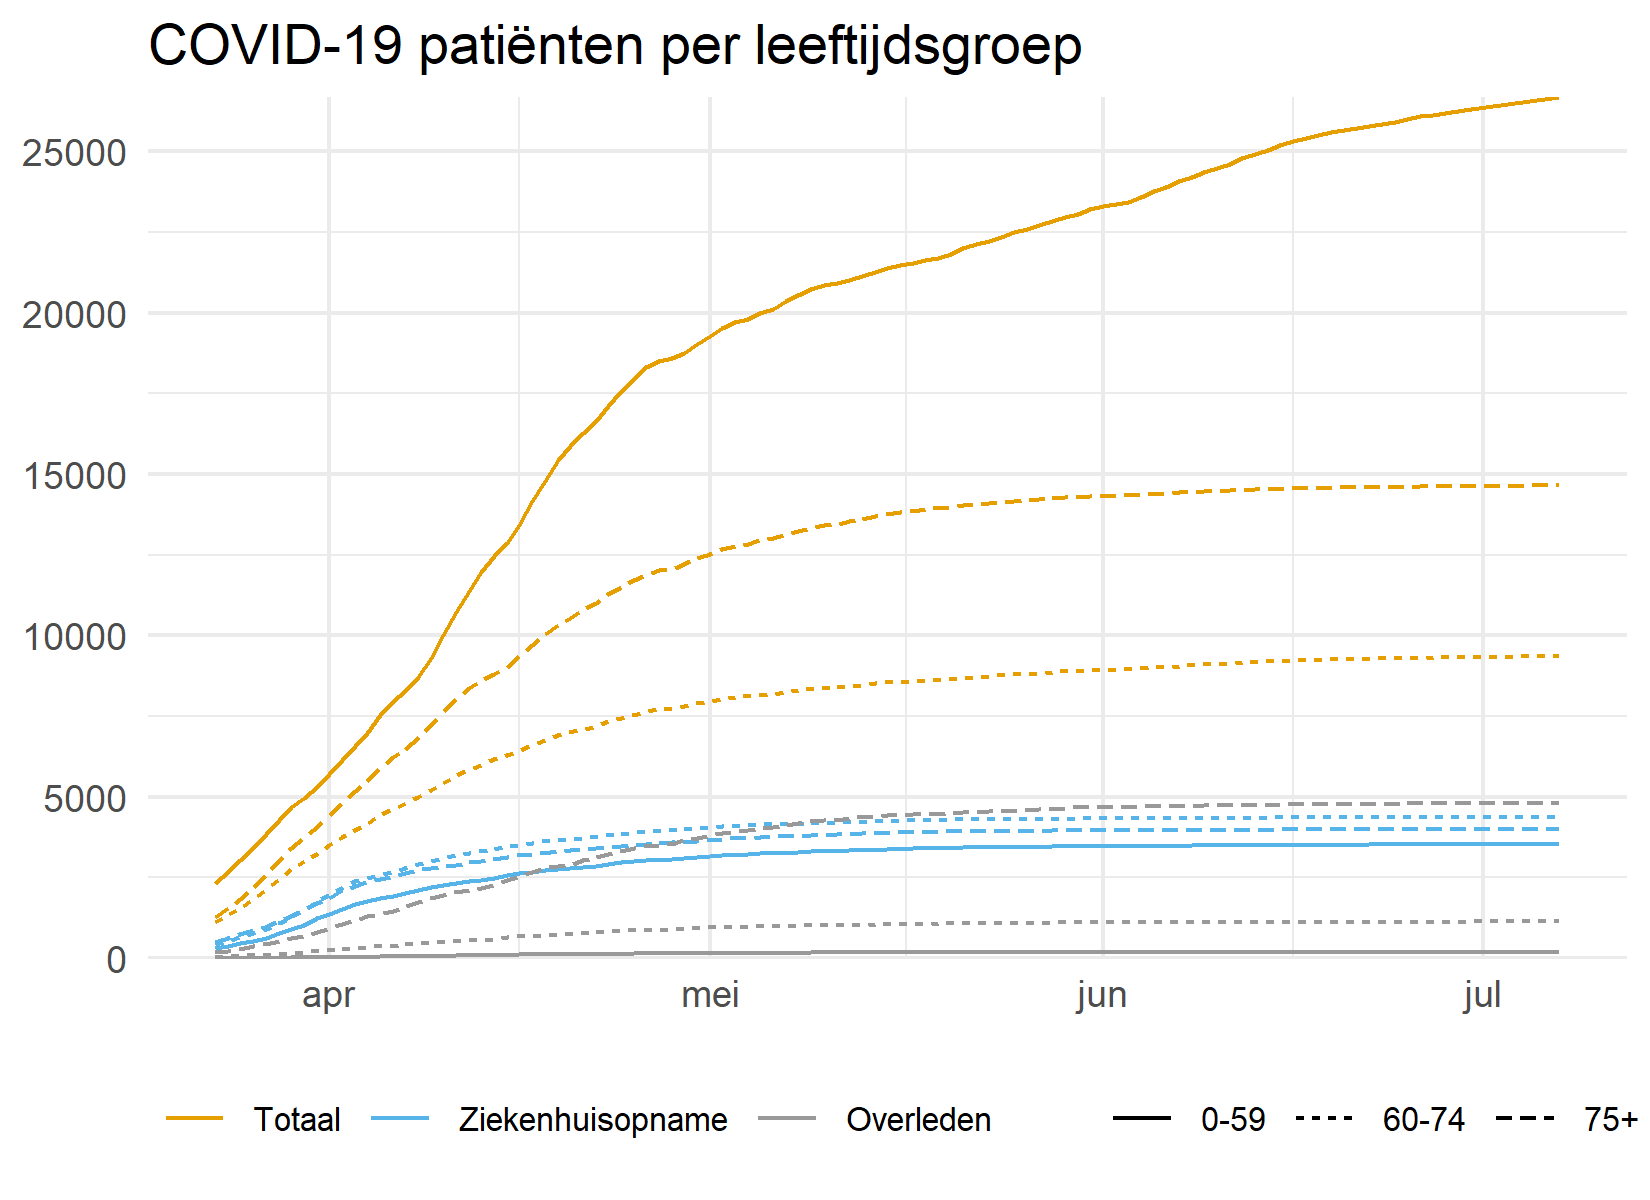 COVID-19 patiënten per leeftijdsgroep
25000
20000
15000
10000
5000
0
apr mei jun jul
Totaal Ziekenhuisopname Overleden 0-59 60-74 75+